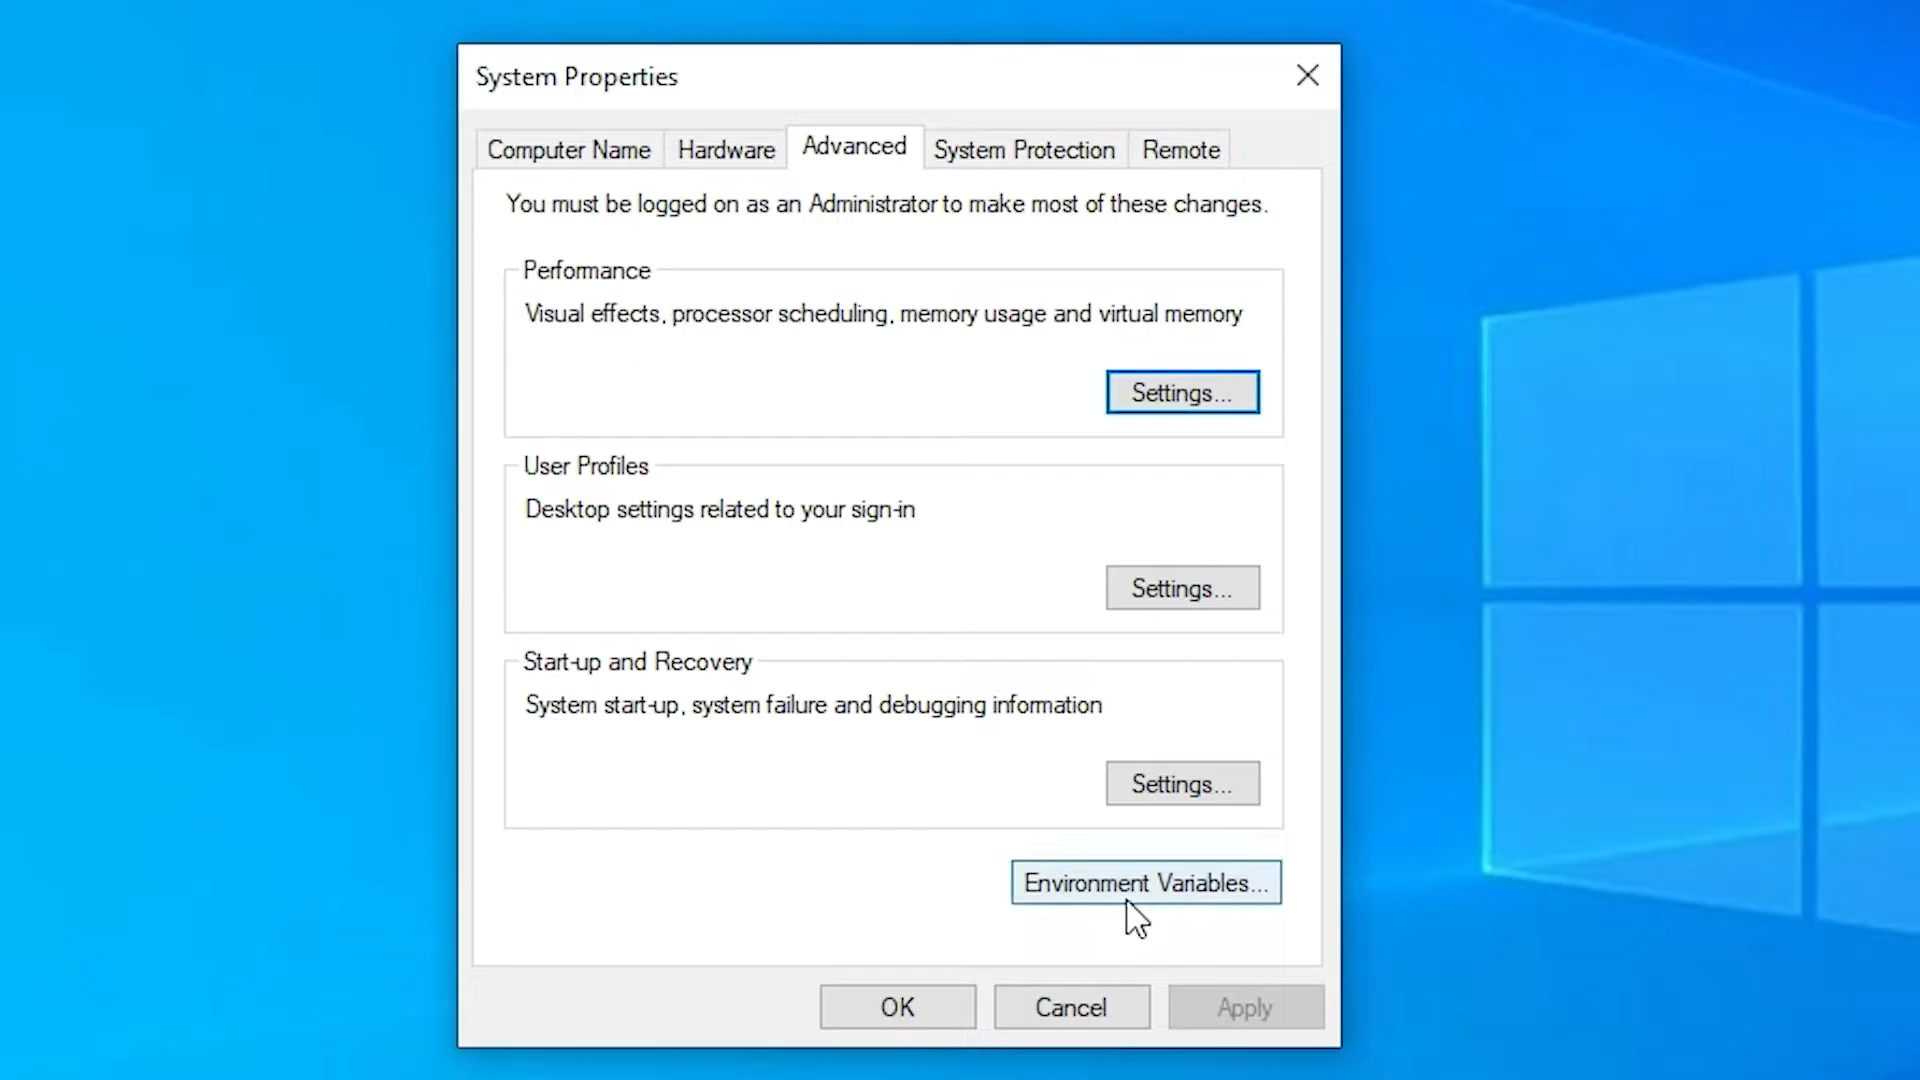 System Properties
Computer Name Hardware Advanced System Protection Remote
You must be logged on as an Administrator to make most of these changes.
Performance
Visual effects, processor scheduling, memory usage and virtual memory
Settings...
User Profiles
Desktop settings related to your sign-in
Settings...
Start-up and Recovery
System start-up, system failure and debugging information
Settings...
Environment Variables...
OK Cancel Apply